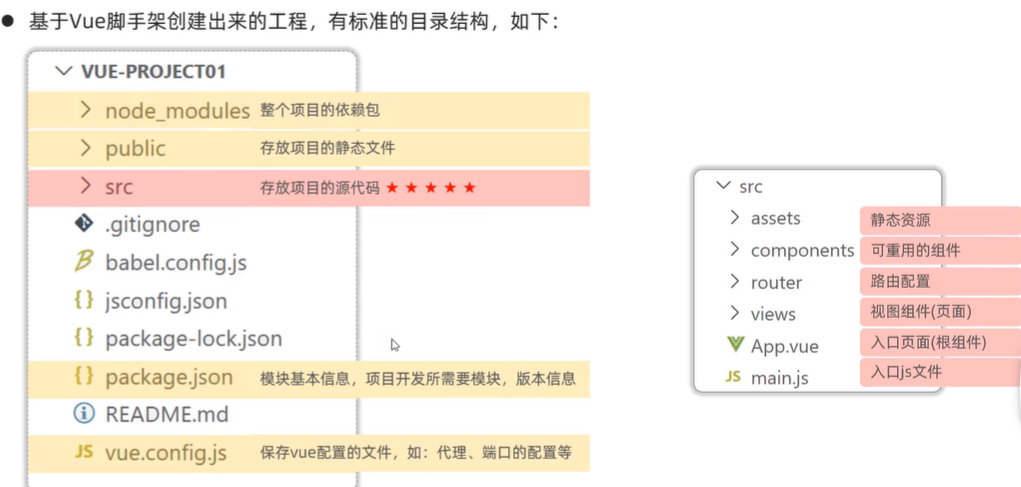 ● 基于Vue脚手架创建出来的工程，有标准的目录结构，如下：
VUE-PROJECT01
node_modules 整个项目的依赖包
public 存放项目的静态文件
src 存放项目的源代码 ★ ★ ★ ★ ★
.gitignore
babel.config.js
jsconfig.json
package-lock.json
package.json 模块基本信息，项目开发所需要模块，版本信息
README.md
JS vue.config.js 保存vue配置的文件，如：代理、端口的配置等
src
assets 静态资源
components 可重用的组件
router 路由配置
views 视图组件(页面)
App.vue 入口页面(根组件)
JS main.js 入口js文件